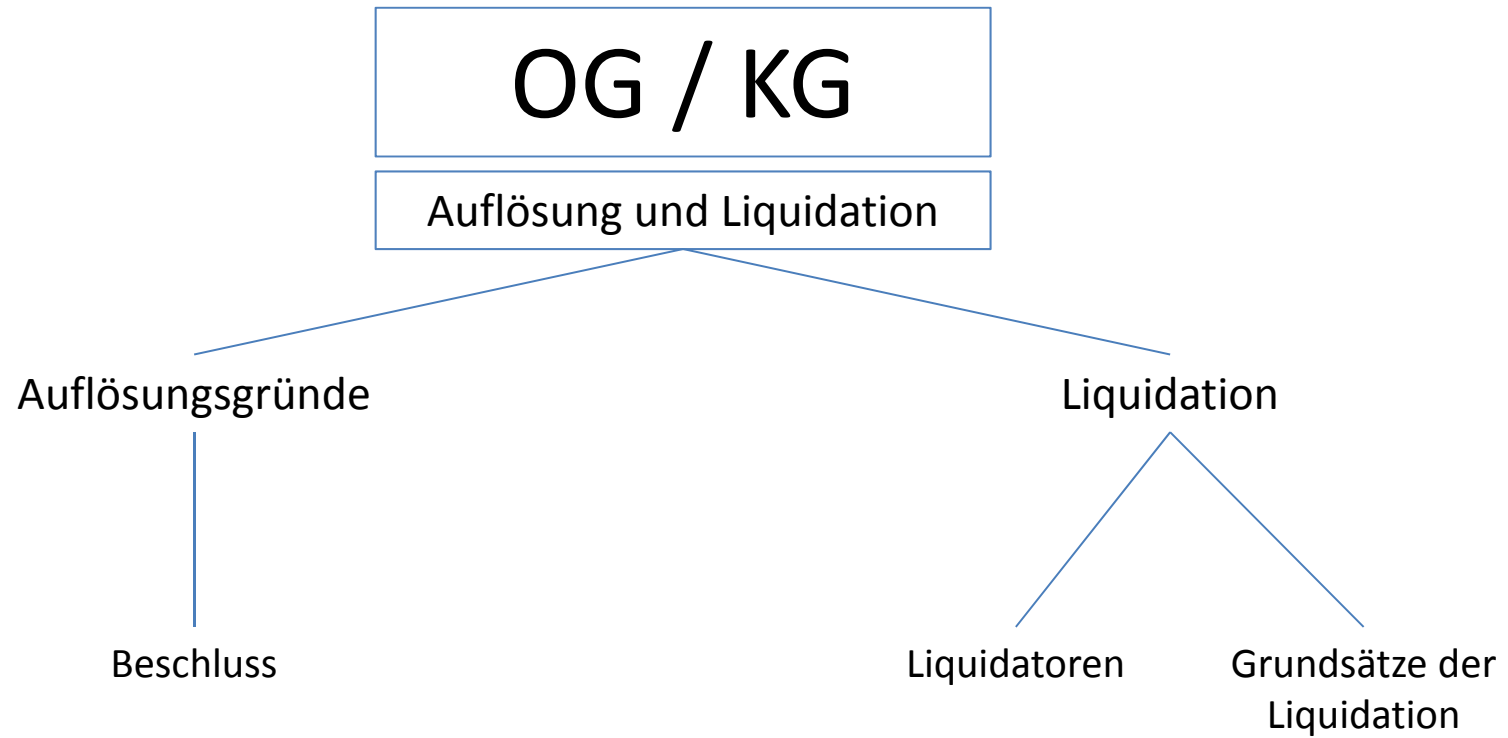 OG / KG
Auflösung und Liquidation
Auflösungsgründe
Liquidation
Beschluss
Liquidatoren
Grundsätze der
Liquidation